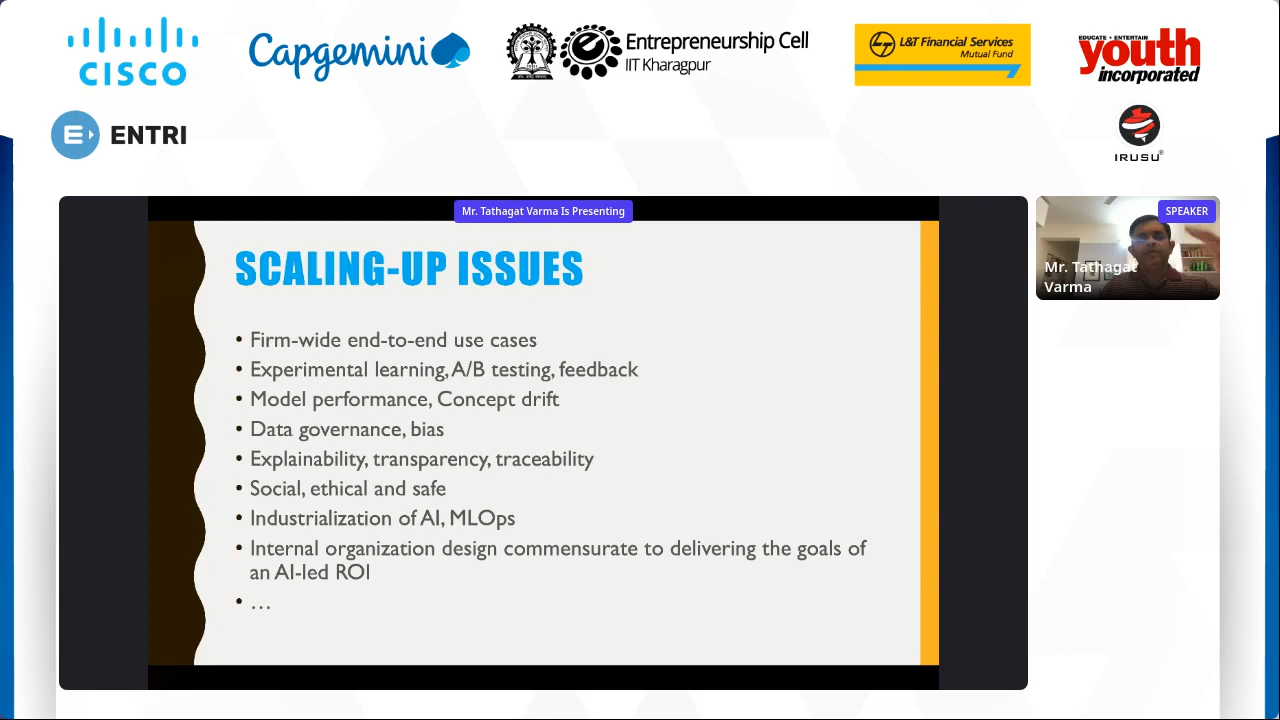 CISCO
Capgemini
Entrepreneurship Cell
IIT Kharagpur
L&T Financial Services
Mutual Fund
EDUCATE + ENTERTAIN
youth
incorporated
E ENTRI
IRUSU®
Mr. Tathagat Varma Is Presenting
SPEAKER
Mr. Tathagat
Varma
SCALING-UP ISSUES
• Firm-wide end-to-end use cases
• Experimental learning, A/B testing, feedback
• Model performance, Concept drift
• Data governance, bias
• Explainability, transparency, traceability
• Social, ethical and safe
• Industrialization of AI, MLOps
• Internal organization design commensurate to delivering the goals of
an AI-led ROI
• …